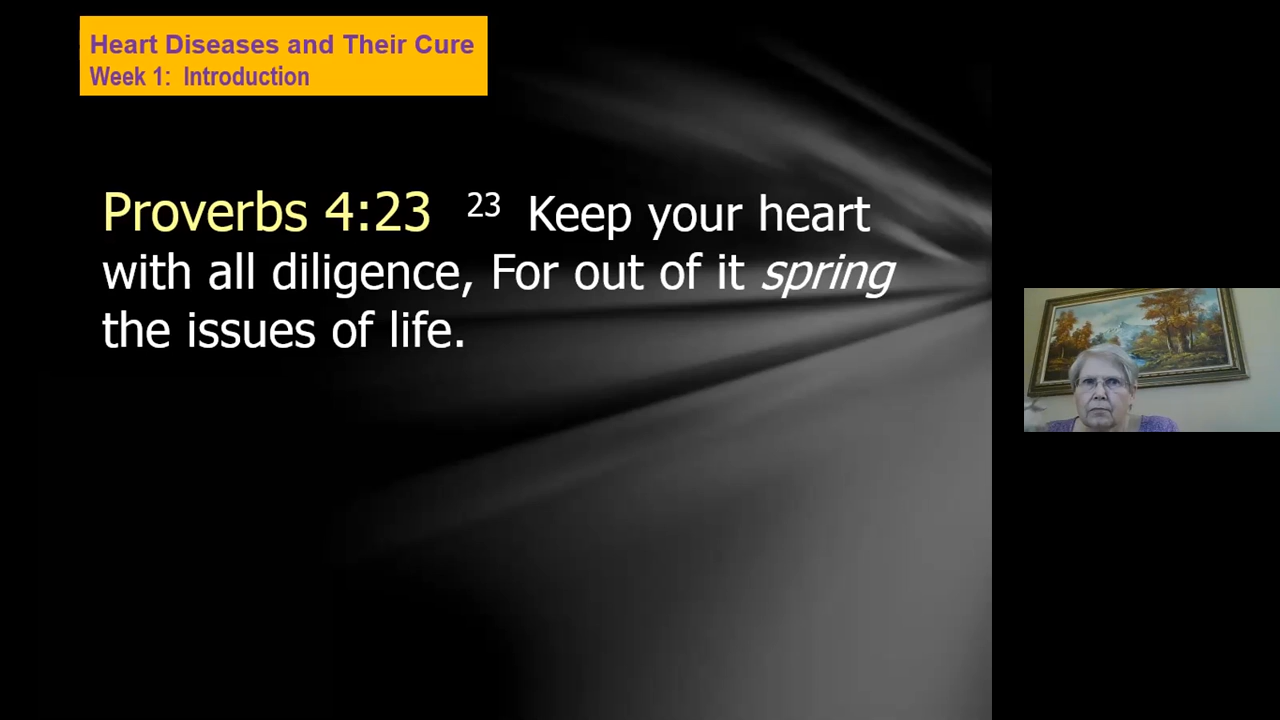 Heart Diseases and Their Cure
Week 1: Introduction
Proverbs 4:23 23 Keep your heart
with all diligence, For out of it spring
the issues of life.